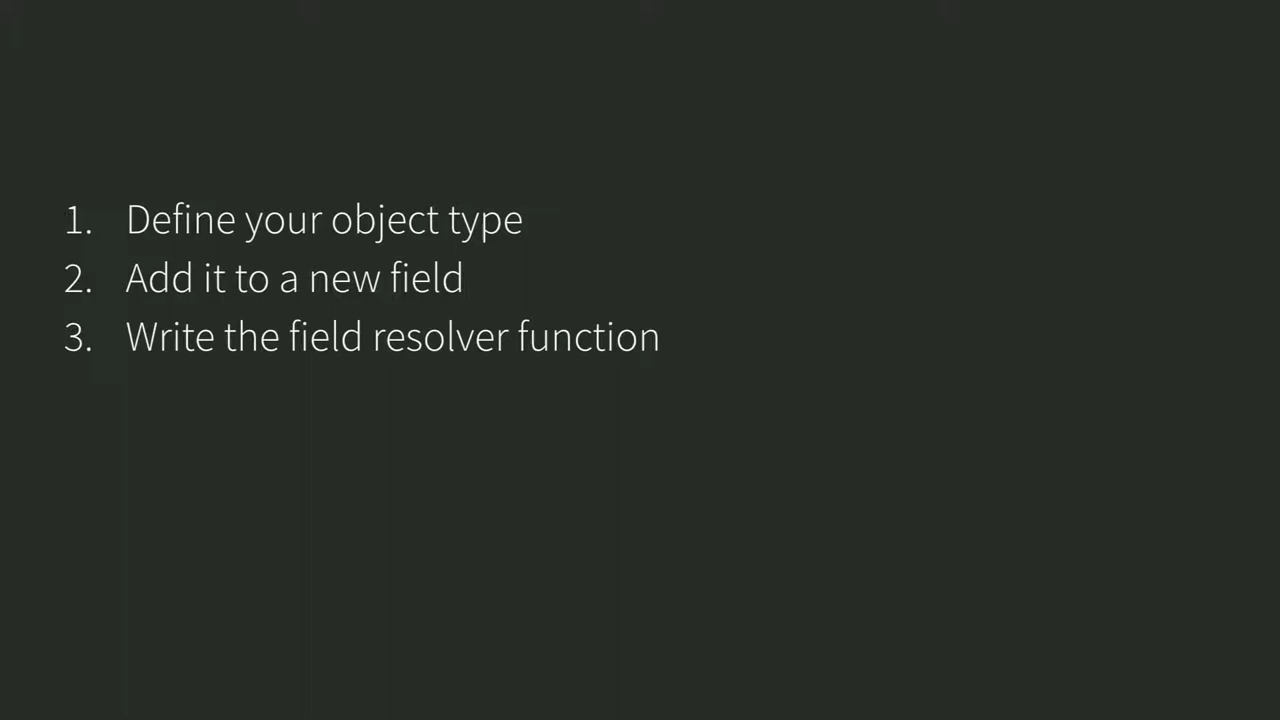 1. Define your object type
2. Add it to a new field
3. Write the field resolver function